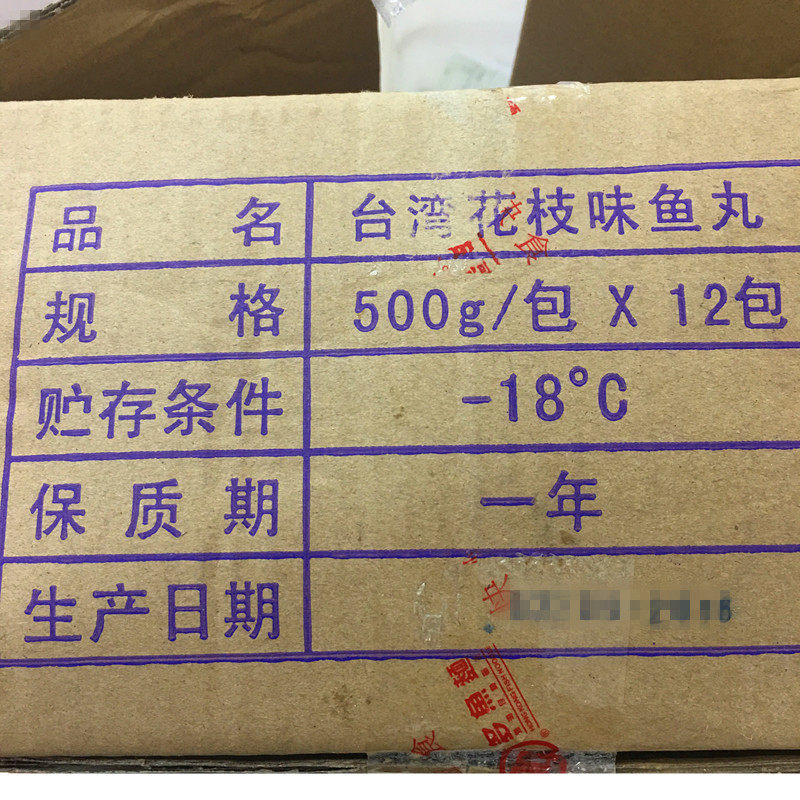 品名 台湾花枝味鱼丸
规格 500g/包 X 12包
贮存条件 -18°C
保质期 一年
生产日期